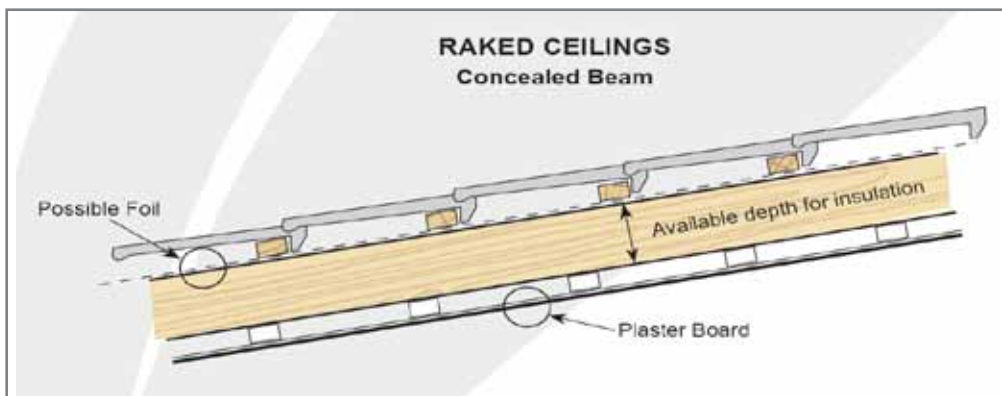 RAKED CEILINGS
Concealed Beam
Possible Foil
Available depth for insulation
Plaster Board